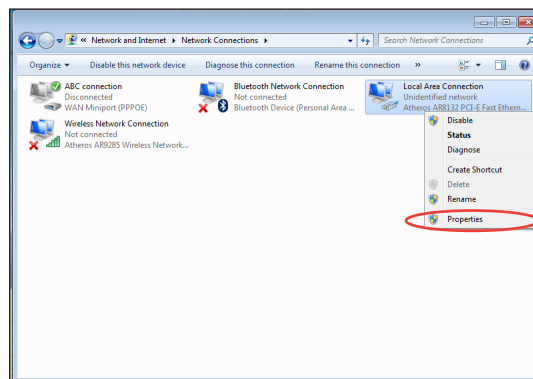 « Network and Internet ▸ Network Connections ▸
Search Network Connections
Organize Disable this network device Diagnose this connection Rename this connection »
ABC connection
Disconnected
WAN Miniport (PPPOE)
Bluetooth Network Connection
Not connected
Bluetooth Device (Personal Area ...
Local Area Connection
Unidentified network
Atheros AR8132 PCI-E Fast Ethern...
Wireless Network Connection
Not connected
Atheros AR9285 Wireless Network...
Disable
Status
Diagnose
Create Shortcut
Delete
Rename
Properties